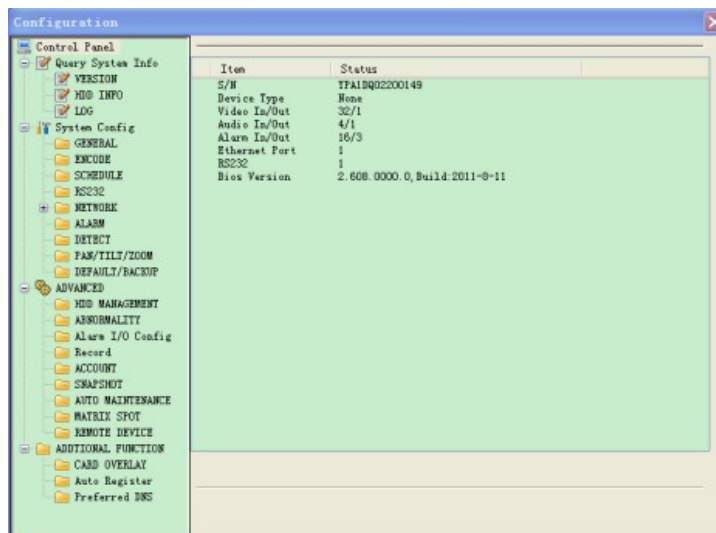 Configuration
Control Panel
Query System Info
VERSION
HDD INFO
LOG
System Config
GENERAL
ENCODE
SCHEDULE
RS232
NETWORK
ALARM
DETECT
PAN/TILT/ZOOM
DEFAULT/BACKUP
ADVANCED
HDD MANAGEMENT
ABNORMALITY
Alarm I/O Config
Record
ACCOUNT
SNAPSHOT
AUTO MAINTENANCE
MATRIX SPOT
REMOTE DEVICE
ADDTIONAL FUNCTION
CARD OVERLAY
Auto Register
Preferred DNS
Item Status
S/N YPA1DQ02200149
Device Type None
Video In/Out 32/1
Audio In/Out 4/1
Alarm In/Out 16/3
Ethernet Port 1
RS232 1
Bios Version 2.608.0000.0,Build:2011-8-11